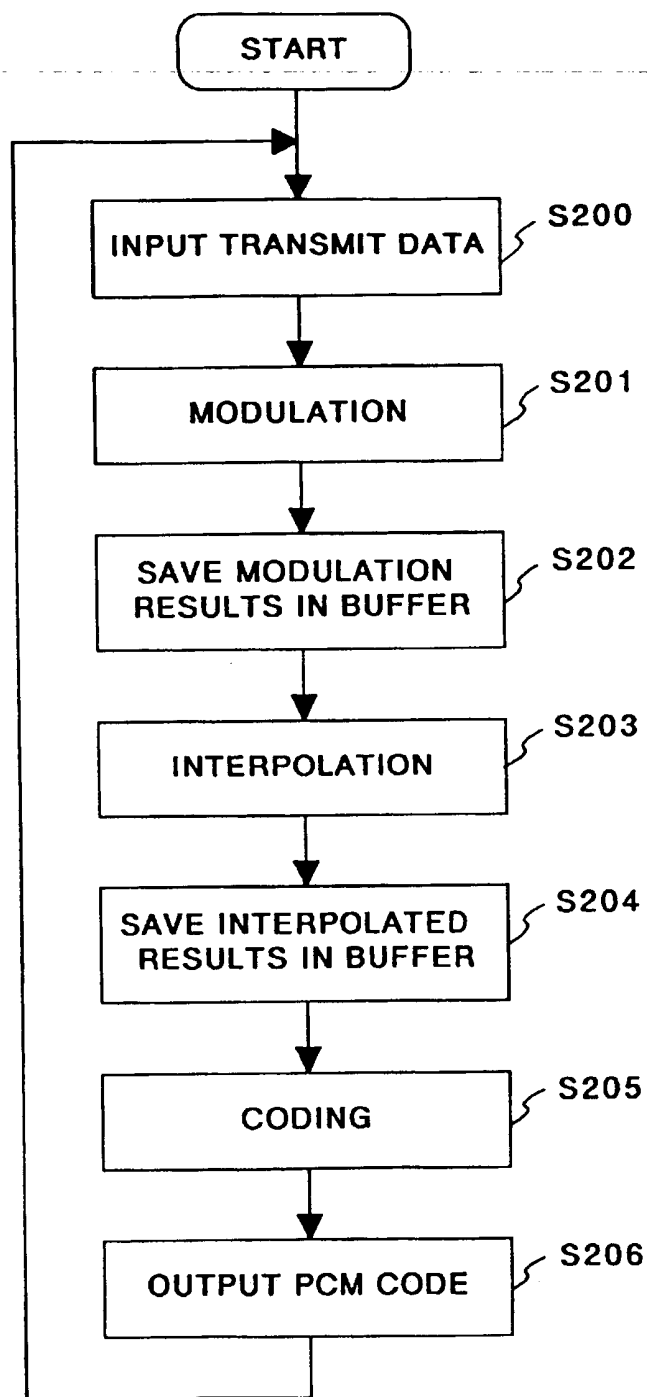 START
INPUT TRANSMIT DATA
S200
MODULATION
S201
SAVE MODULATION
RESULTS IN BUFFER
S202
INTERPOLATION
S203
SAVE INTERPOLATED
RESULTS IN BUFFER
S204
CODING
S205
OUTPUT PCM CODE
S206